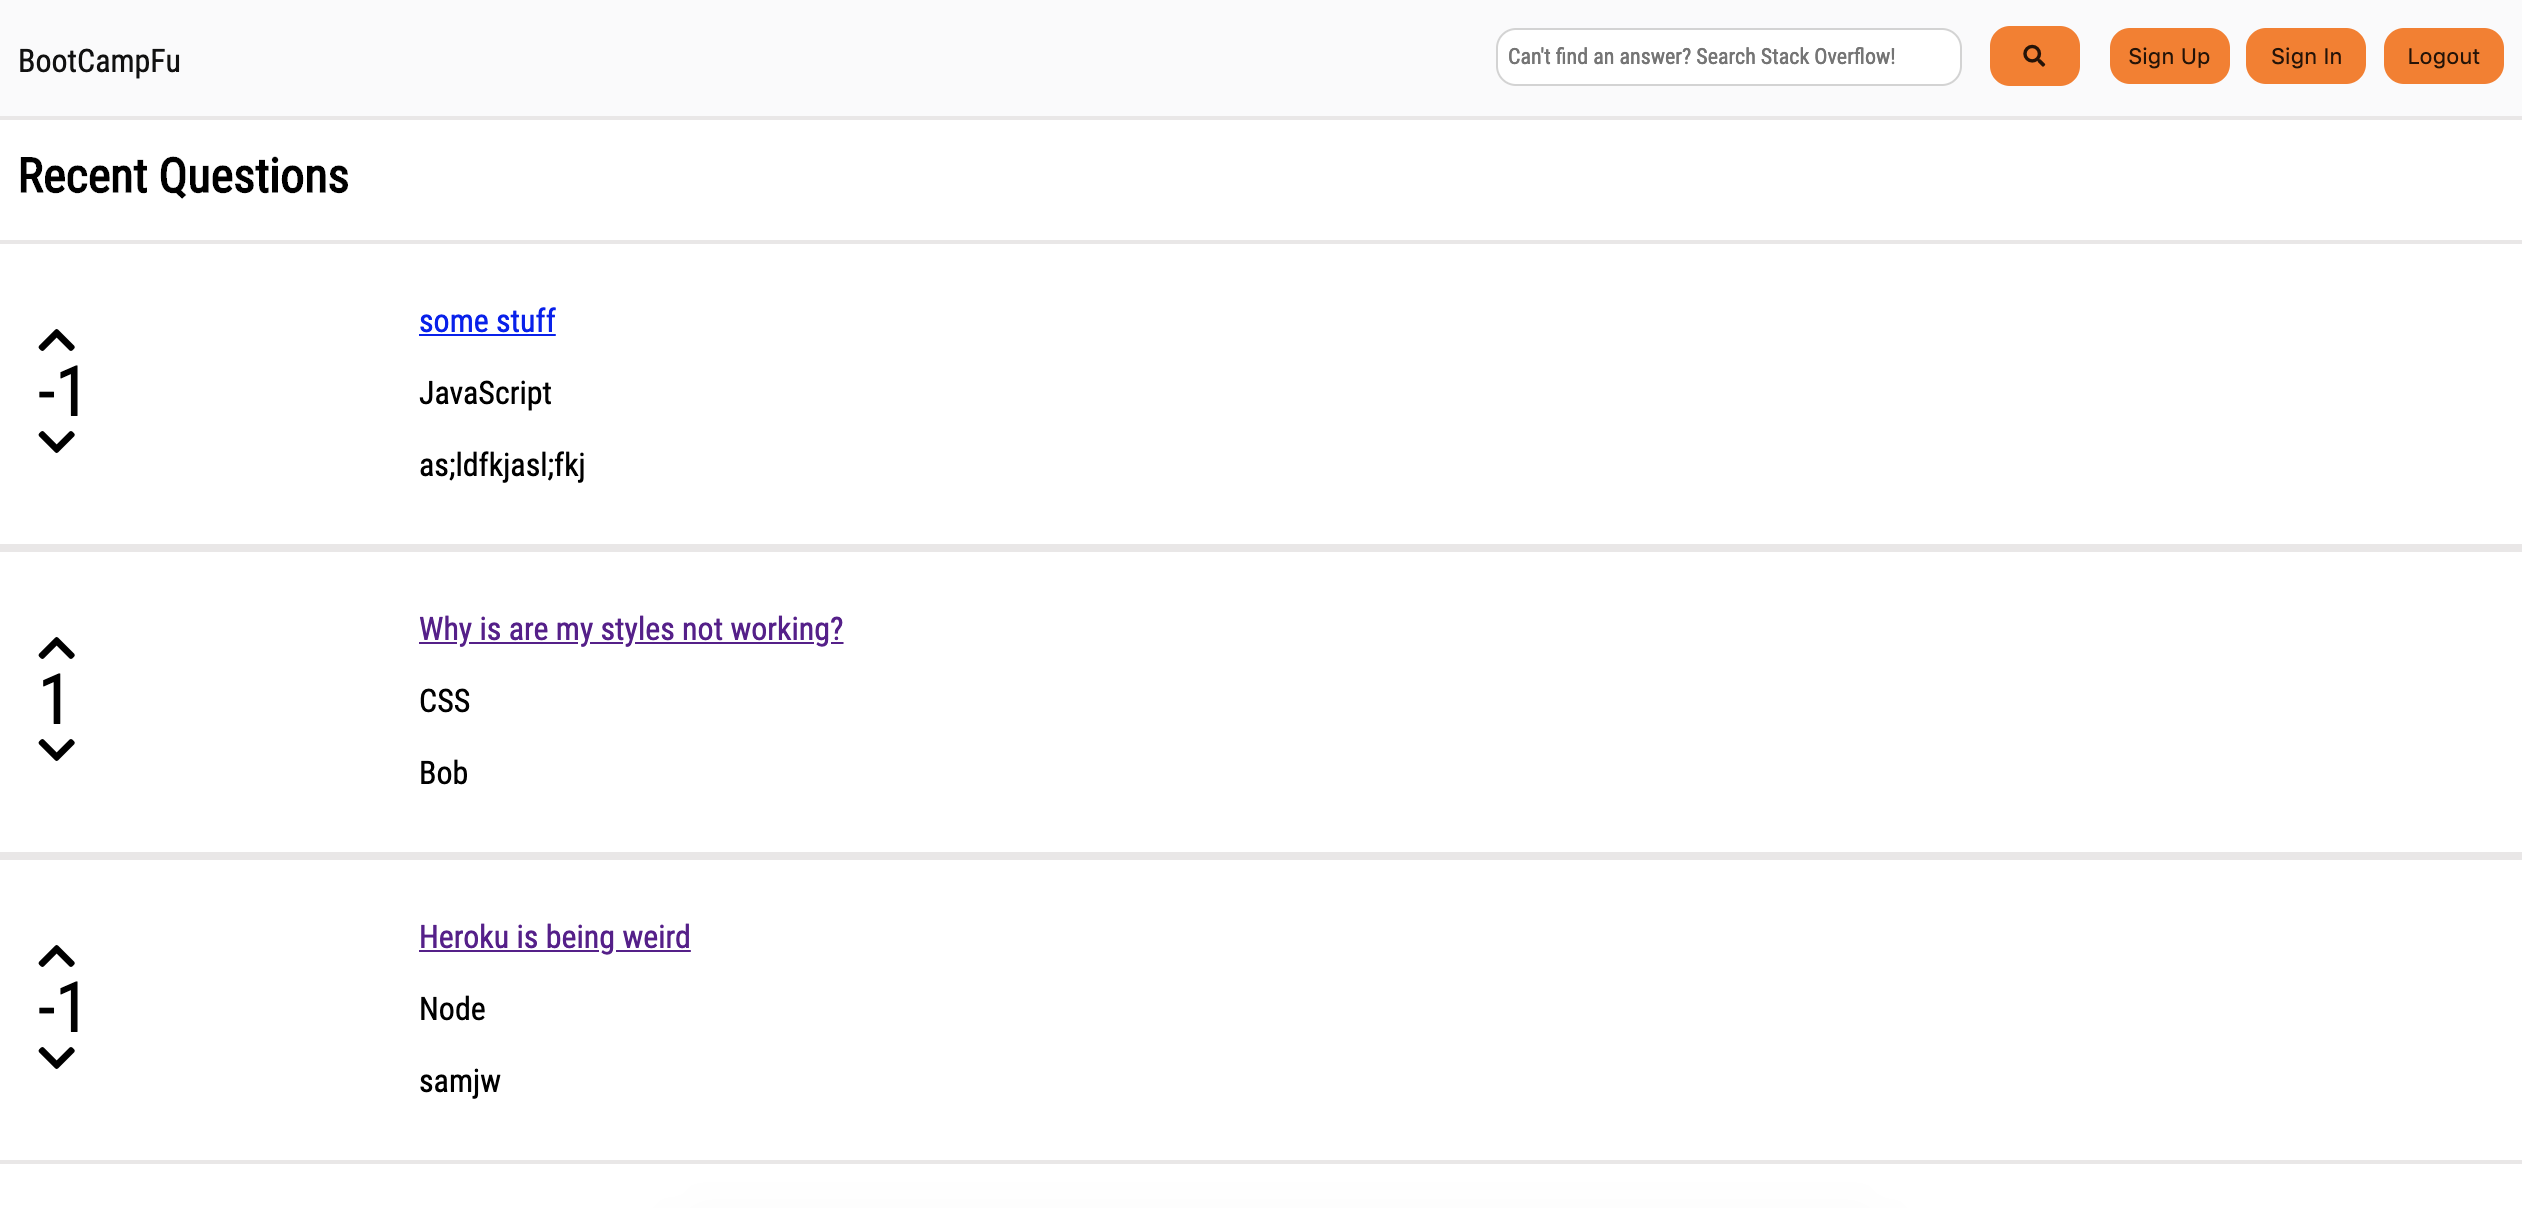 BootCampFu
Can't find an answer? Search Stack Overflow!
Sign Up
Sign In
Logout
Recent Questions
some stuff
-1
JavaScript
as;ldfkjasl;fkj
Why is are my styles not working?
1
CSS
Bob
Heroku is being weird
-1
Node
samjw